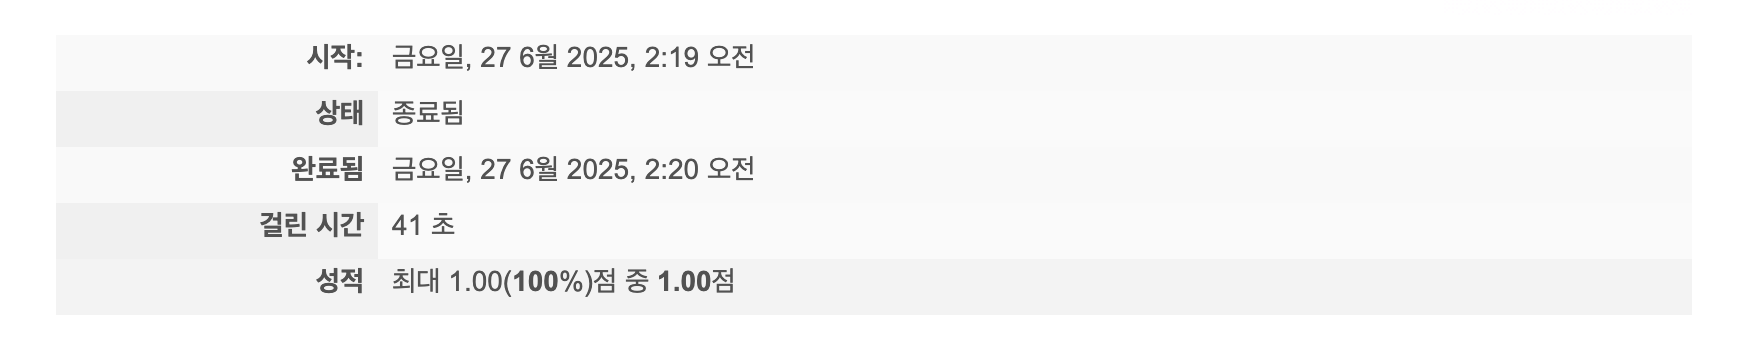 시작: 금요일, 27 6월 2025, 2:19 오전
상태 종료됨
완료됨 금요일, 27 6월 2025, 2:20 오전
걸린 시간 41 초
성적 최대 1.00(100%)점 중 1.00점